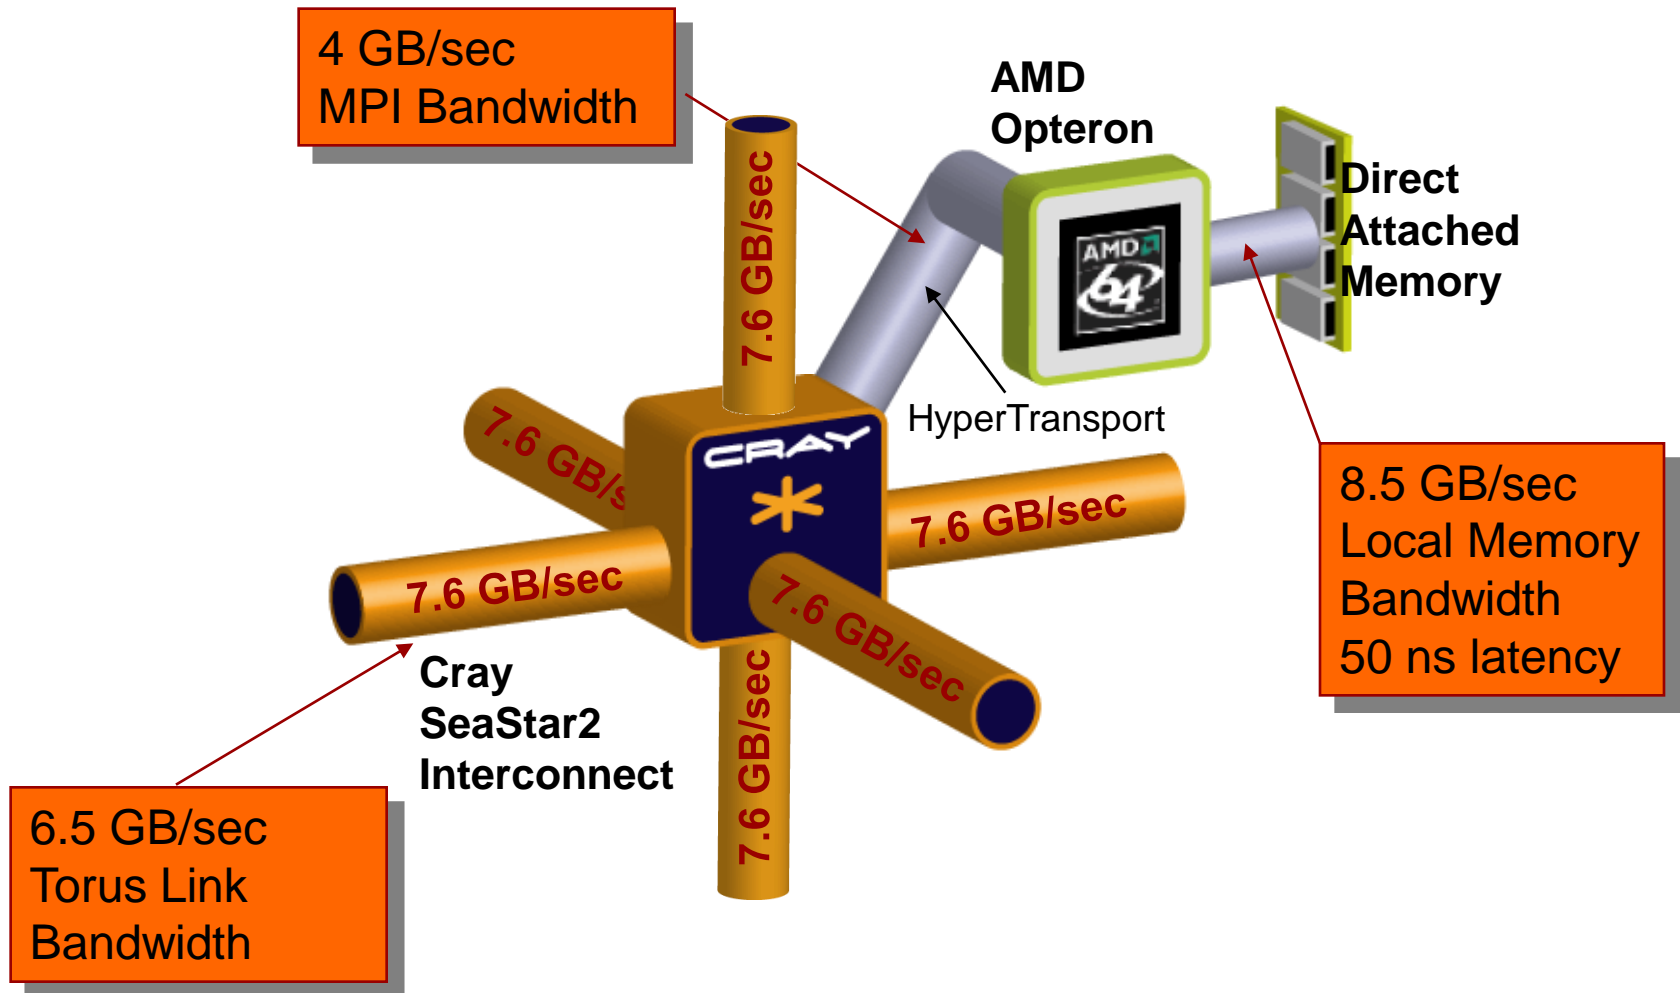 4 GB/sec
MPI Bandwidth
AMD
Opteron
Direct
Attached
Memory
AMD
64
7.6 GB/sec
HyperTransport
CRAY
7.6 GB/sec
7.6 GB/sec
7.6 GB/sec
7.6 GB/sec
7.6 GB/sec
8.5 GB/sec
Local Memory
Bandwidth
50 ns latency
Cray
SeaStar2
Interconnect
6.5 GB/sec
Torus Link
Bandwidth